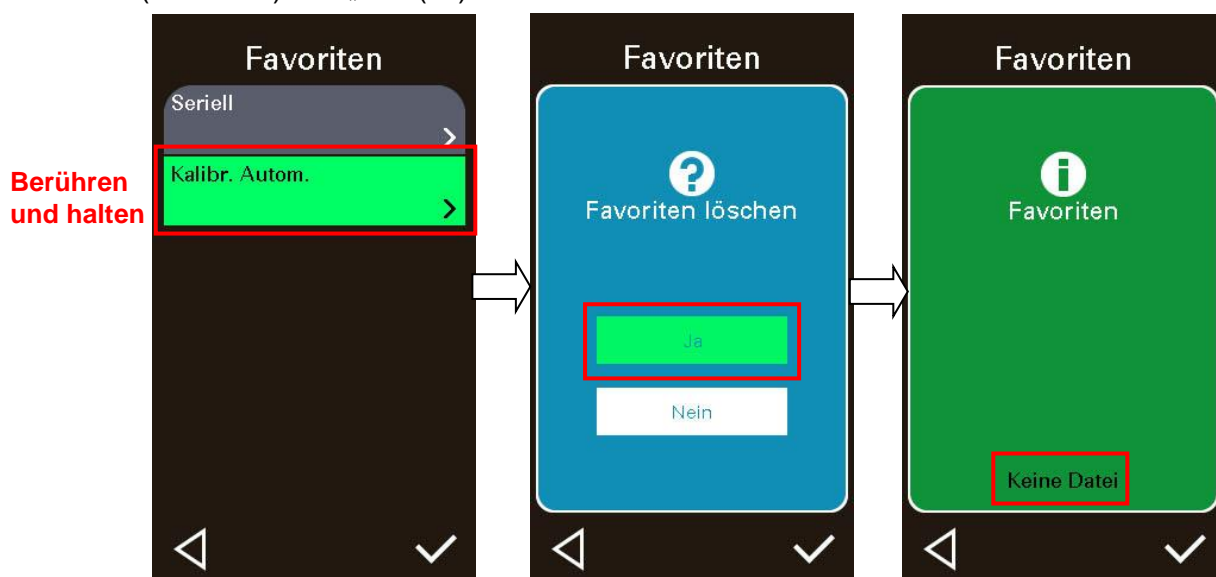 Favoriten
Seriell
Kalibr. Autom.
Berühren
und halten
Favoriten
Favoriten löschen
Ja
Nein
Favoriten
Favoriten
Keine Datei